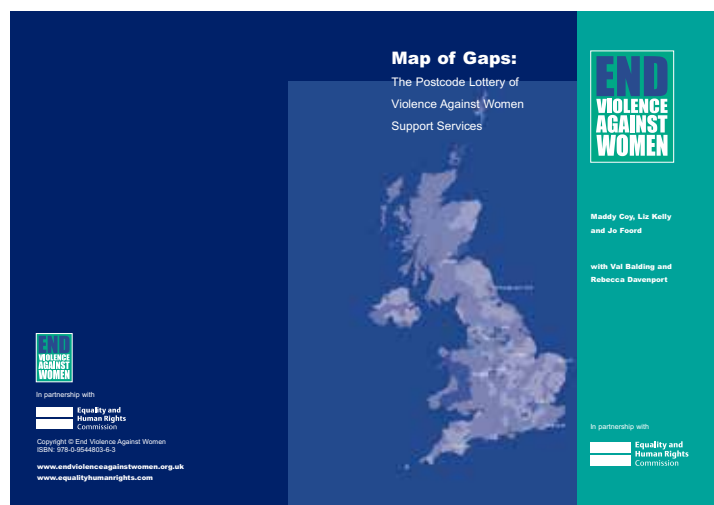 Map of Gaps:
The Postcode Lottery of
Violence Against Women
Support Services
END
VIOLENCE
AGAINST
WOMEN
Maddy Coy, Liz Kelly
and Jo Foord
with Val Balding and
Rebecca Davenport
In partnership with
Equality and
Human Rights
Commission
END
VIOLENCE
AGAINST
WOMEN
In partnership with
Equality and
Human Rights
Commission
Copyright © End Violence Against Women
ISBN: 978-0-9544803-6-3
www.endviolenceagainstwomen.org.uk
www.equalityhumanrights.com